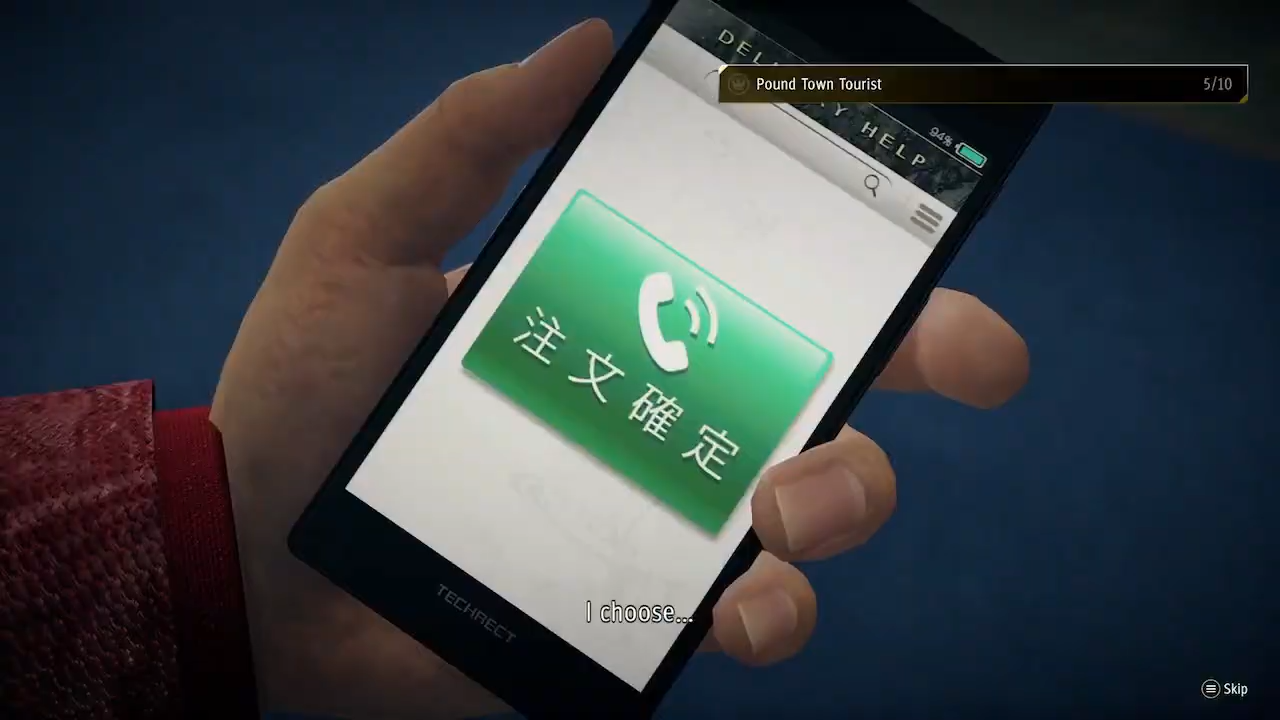 Pound Town Tourist
5/10
94%
HELP
注文確定
TECHRECT
I choose...
Skip